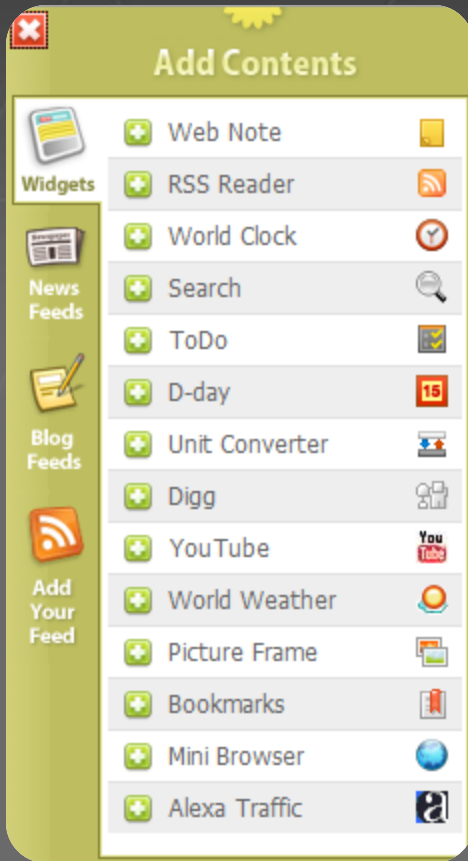 Add Contents
Widgets
News
Feeds
Blog
Feeds
Add
Your
Feed
Web Note
RSS Reader
World Clock
Search
ToDo
D-day
15
Unit Converter
Digg
YouTube
You
Tube
World Weather
Picture Frame
Bookmarks
Mini Browser
Alexa Traffic
a